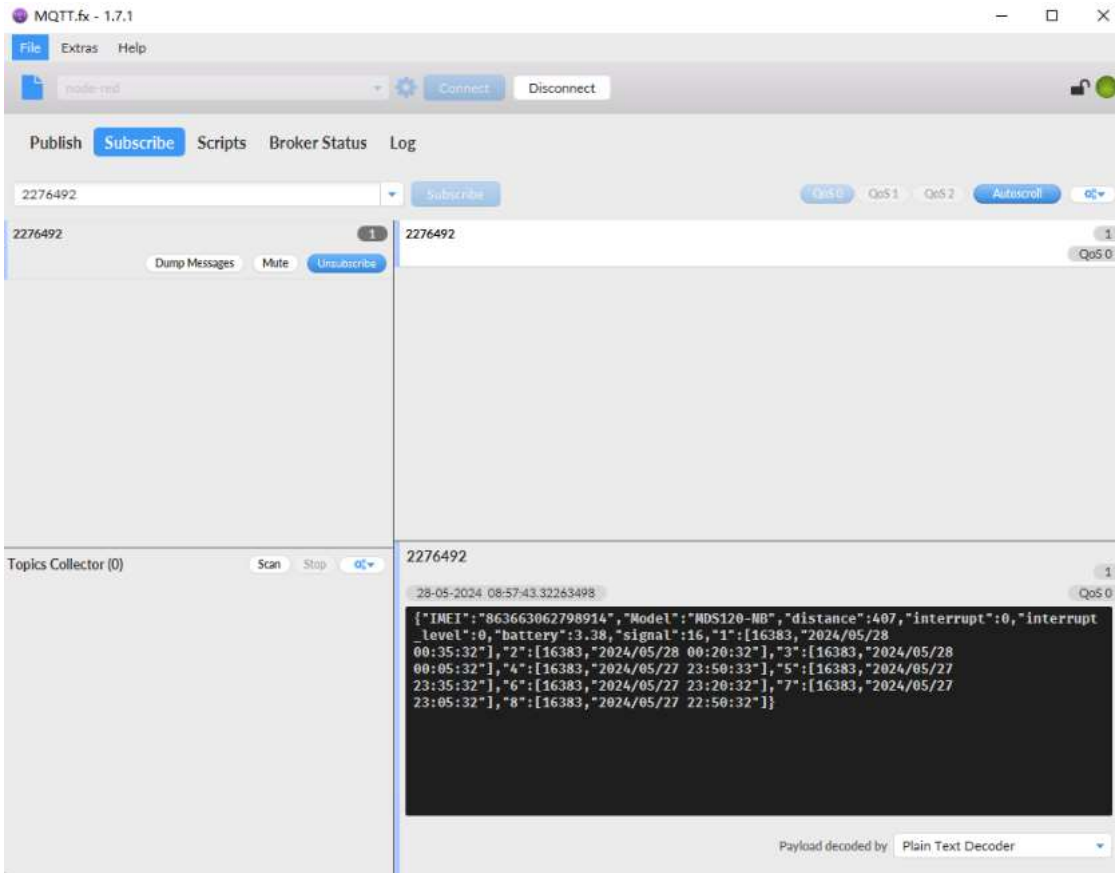 MQTT.fx - 1.7.1
File Extras Help
node-red Connect Disconnect
Publish Subscribe Scripts Broker Status Log
2276492 Subscribe QoS 0 QoS 1 QoS 2 Autoscroll
2276492 1
Dump Messages Mute Unsubscribe
2276492 1
QoS 0
Topics Collector (0) Scan Stop
2276492
1
28-05-2024 08:57:43.32263498 QoS 0
{"IMEI":"863663062798914","Model":"MDS120-NB","distance":407,"interrupt":0,"interrupt
_level":0,"battery":3.38,"signal":16,"1":[16383,"2024/05/28
00:35:32"],"2":[16383,"2024/05/28 00:20:32"],"3":[16383,"2024/05/28
00:05:32"],"4":[16383,"2024/05/27 23:50:33"],"5":[16383,"2024/05/27
23:35:32"],"6":[16383,"2024/05/27 23:20:32"],"7":[16383,"2024/05/27
23:05:32"],"8":[16383,"2024/05/27 22:50:32"]}
Payload decoded by Plain Text Decoder